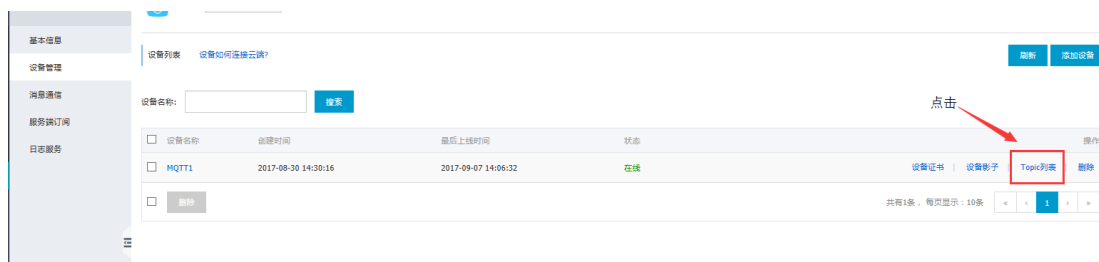 基本信息
设备管理
消息通信
服务端订阅
日志服务
设备列表 设备如何连接云端?
刷新 添加设备
设备名称: 搜索
点击
设备名称 创建时间 最后上线时间 状态 操作
MQTT1 2017-08-30 14:30:16 2017-09-07 14:06:32 在线 设备证书 | 设备影子 | Topic列表 | 删除
删除 共有1条，每页显示：10条 « ‹ 1 › »